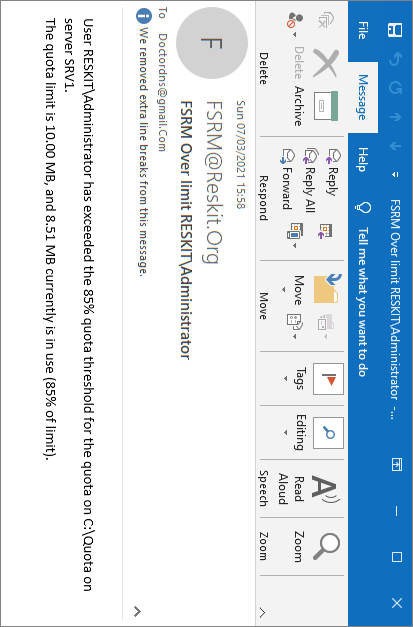 FSRM Over limit RESKIT\Administrator -...
File Message Help Tell me what you want to do
Delete Archive
Reply
Reply All
Forward
Move
Tags
Editing
Read Aloud
Zoom
Delete Respond Move Speech Zoom
Sun 07/03/2021 15:58
F
FSRM@Reskit.Org
FSRM Over limit RESKIT\Administrator
To Doctordns@gmail.Com
i We removed extra line breaks from this message.
User RESKIT\Administrator has exceeded the 85% quota threshold for the quota on C:\Quota on
server SRV1.
The quota limit is 10.00 MB, and 8.51 MB currently is in use (85% of limit).